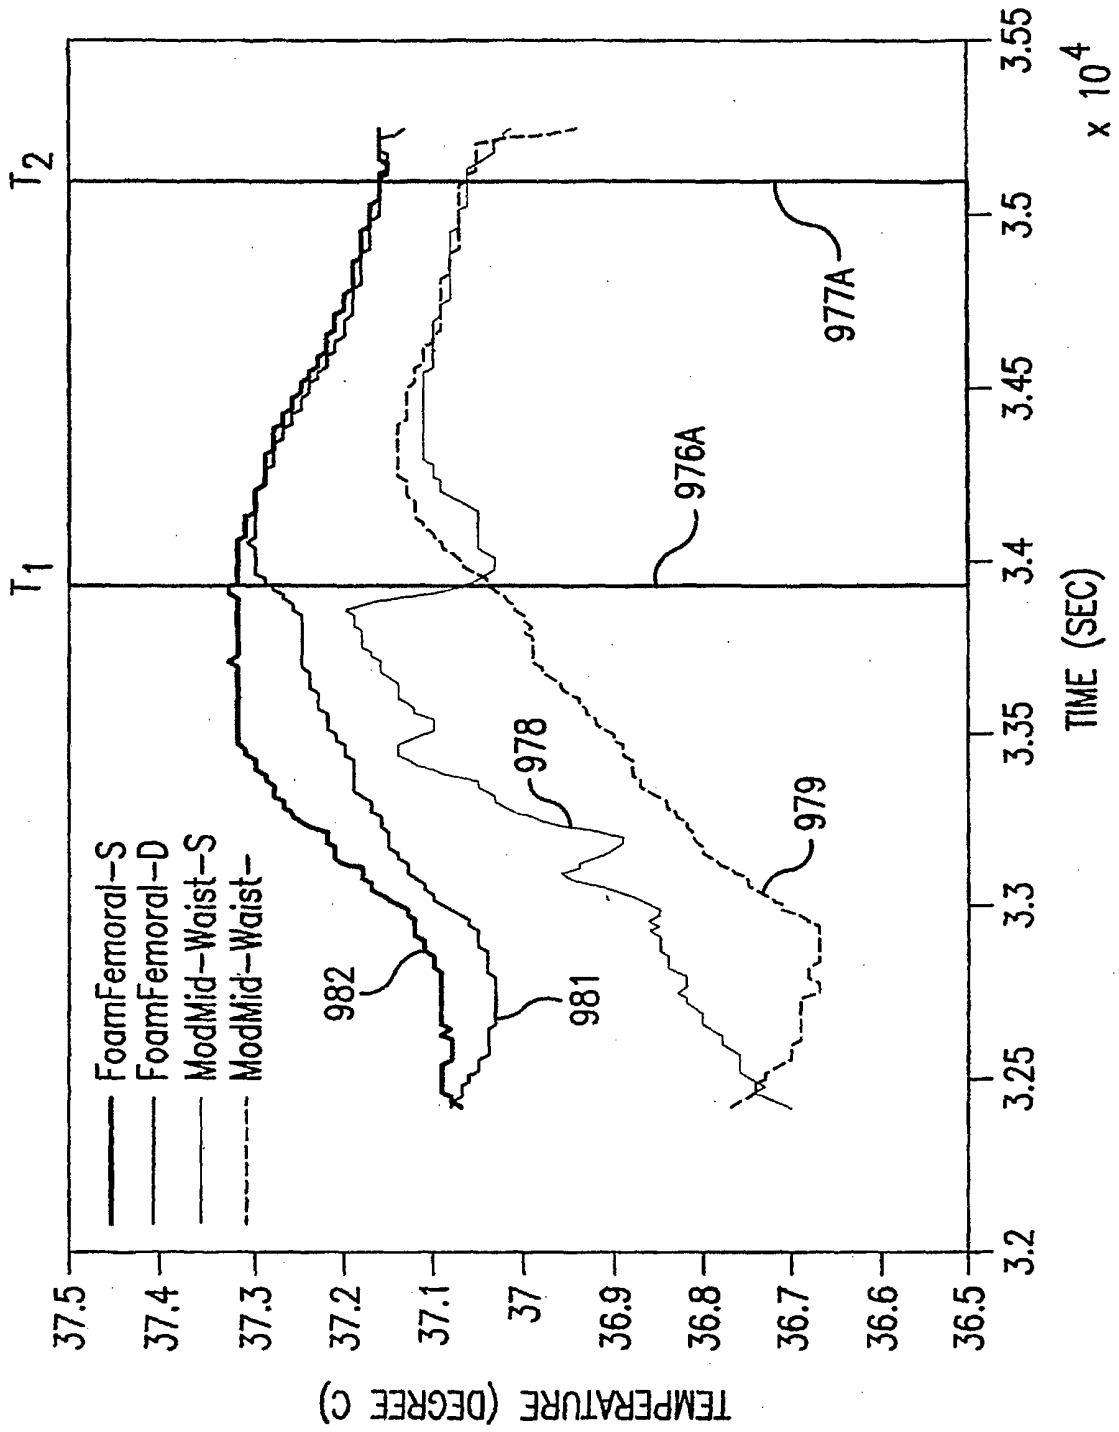 T1
T2
FoamFemoral-S
FoamFemoral-D
ModMid-Waist-S
ModMid-Waist-
982
981
978
979
976A
977A
37.5
37.4
37.3
37.2
37.1
37
36.9
36.8
36.7
36.6
36.5
TEMPERATURE (DEGREE C)
3.2
3.25
3.3
3.35
3.4
3.45
3.5
3.55
x 10^4
TIME (SEC)